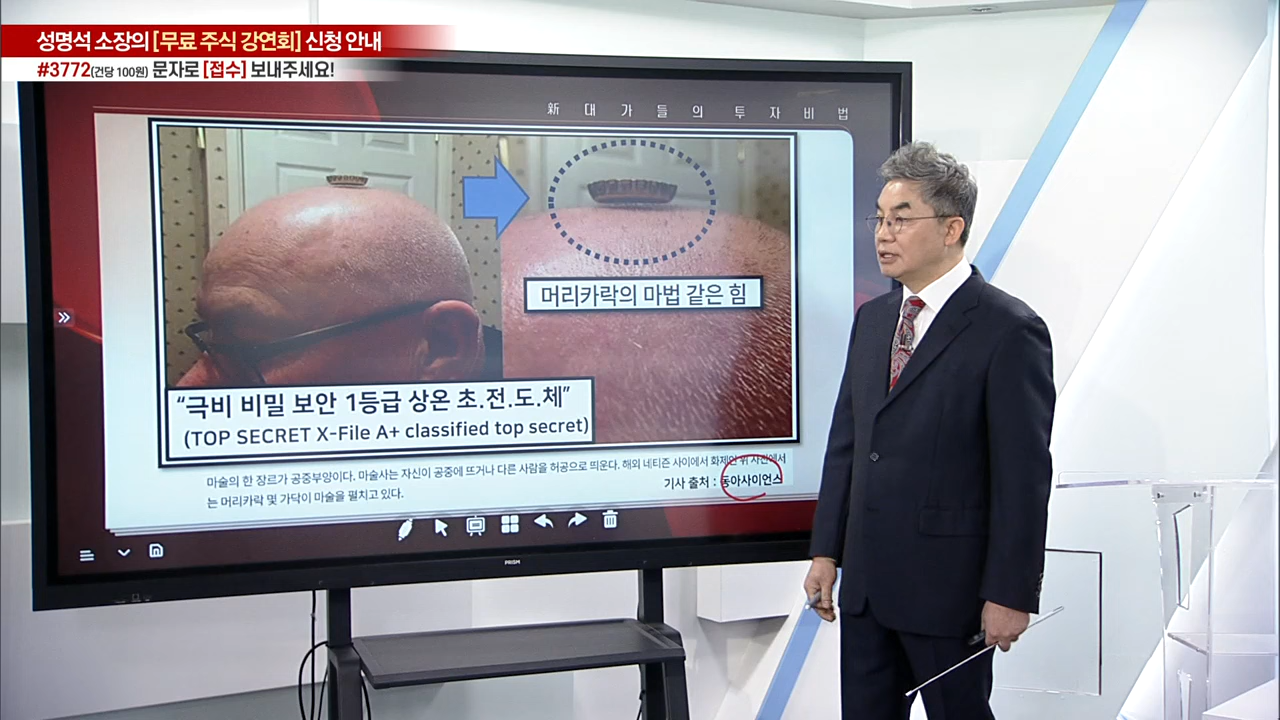 성명석 소장의 [무료 주식 강연회] 신청 안내
#3772(건당 100원) 문자로 [접수] 보내주세요!
新 대가들의 투자비법
머리카락의 마법 같은 힘
“극비 비밀 보안 1등급 상온 초.전.도.체”
(TOP SECRET X-File A+ classified top secret)
마술의 한 장르가 공중부양이다. 마술사는 자신이 공중에 뜨거나 다른 사람을 허공으로 띄운다. 해외 네티즌 사이에서 화제인 위 사진에서
는 머리카락 몇 가닥이 마술을 펼치고 있다.
기사 출처 : 동아사이언스
PRISM